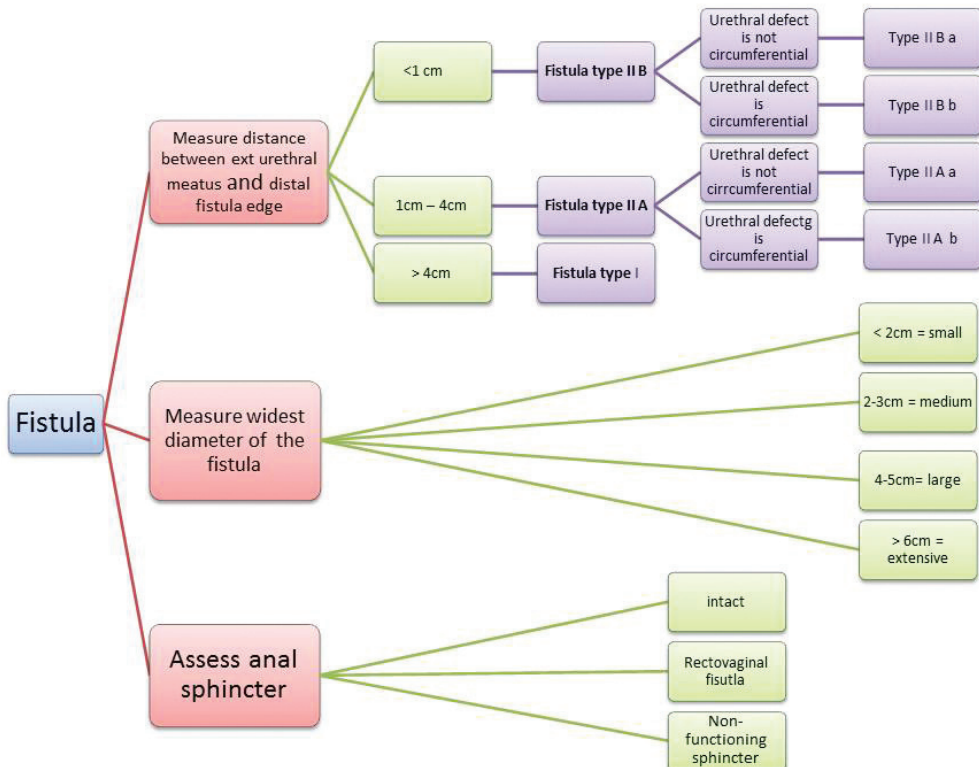 Fistula
Measure distance
between ext urethral
meatus and distal
fistula edge
<1 cm
Fistula type II B
Urethral defect
is not
circumferential
Type II B a
Urethral defect
is
circumferential
Type II B b
1cm – 4cm
Fistula type II A
Urethral defect
is not
cirrcumferential
Type II A a
Urethral defectg
is
circumferential
Type II A b
> 4cm
Fistula type I
Measure widest
diameter of the
fistula
< 2cm = small
2-3cm = medium
4-5cm= large
> 6cm =
extensive
Assess anal
sphincter
intact
Rectovaginal
fisutla
Non-
functioning
sphincter